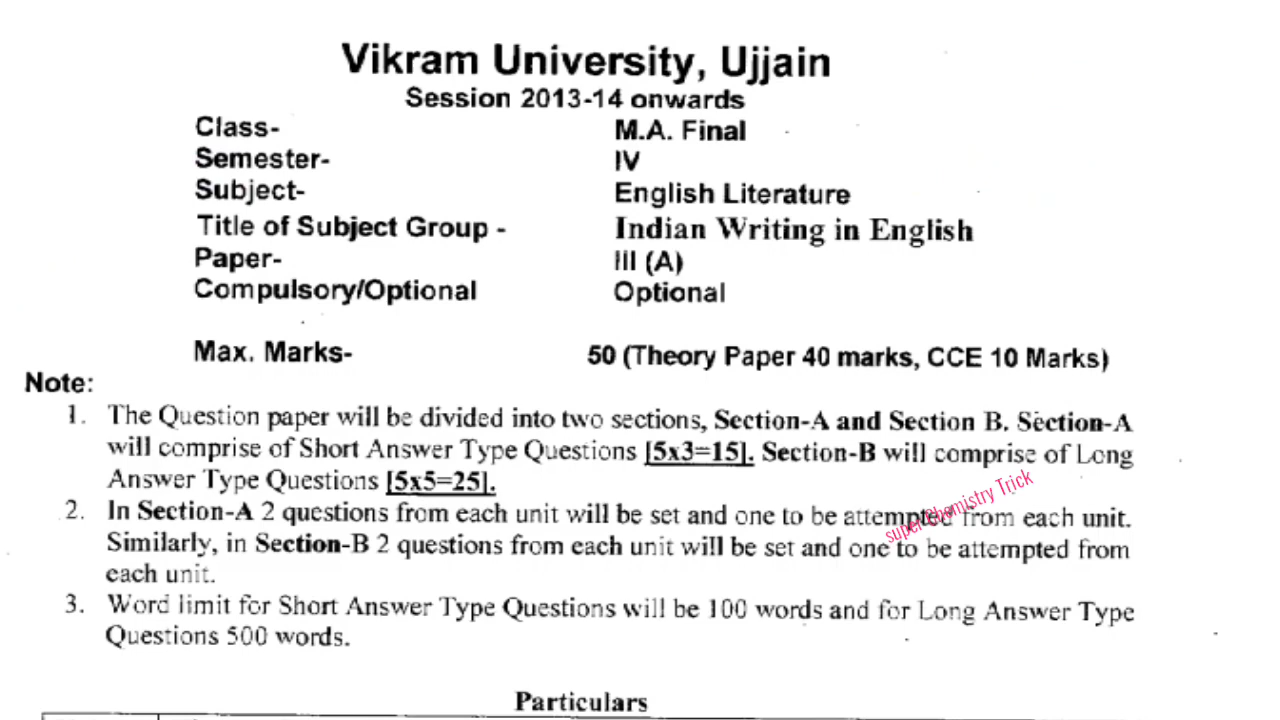 Vikram University, Ujjain
Session 2013-14 onwards
Class- M.A. Final
Semester- IV
Subject- English Literature
Title of Subject Group - Indian Writing in English
Paper- III (A)
Compulsory/Optional Optional
Max. Marks- 50 (Theory Paper 40 marks, CCE 10 Marks)
Note:
1. The Question paper will be divided into two sections, Section-A and Section B. Section-A
will comprise of Short Answer Type Questions [5x3=15]. Section-B will comprise of Long
Answer Type Questions [5x5=25].
2. In Section-A 2 questions from each unit will be set and one to be attempted from each unit.
Similarly, in Section-B 2 questions from each unit will be set and one to be attempted from
each unit.
3. Word limit for Short Answer Type Questions will be 100 words and for Long Answer Type
Questions 500 words.
super Chemistry Trick
Particulars